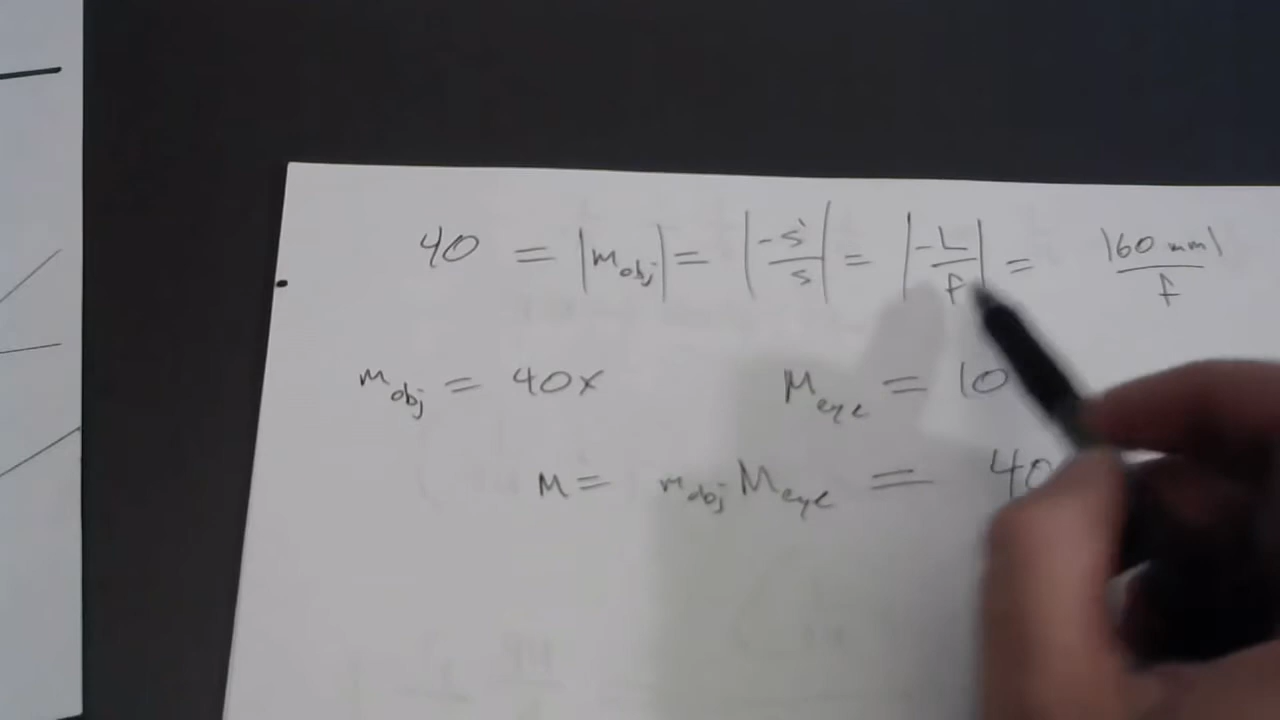 40 = |m_obj| = |-s'/s| = |-L/f| = 160 mm/f
m_obj = 40x M_eye = 10
M = m_obj M_eye = 40